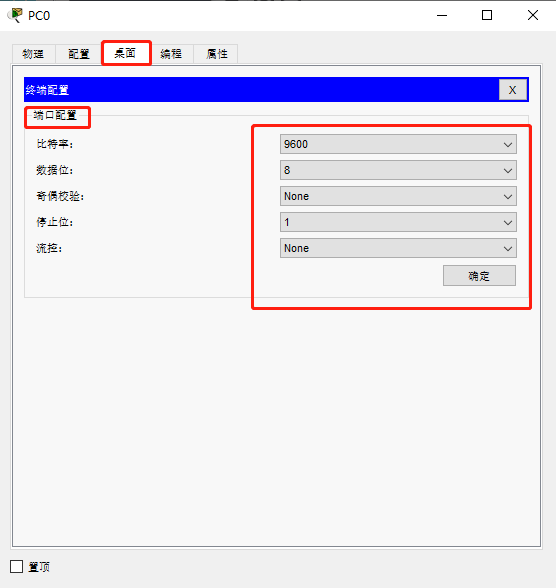 PC0
物理 配置 桌面 编程 属性
终端配置 X
端口配置
比特率: 9600
数据位: 8
奇偶校验: None
停止位: 1
流控: None
确定
置顶